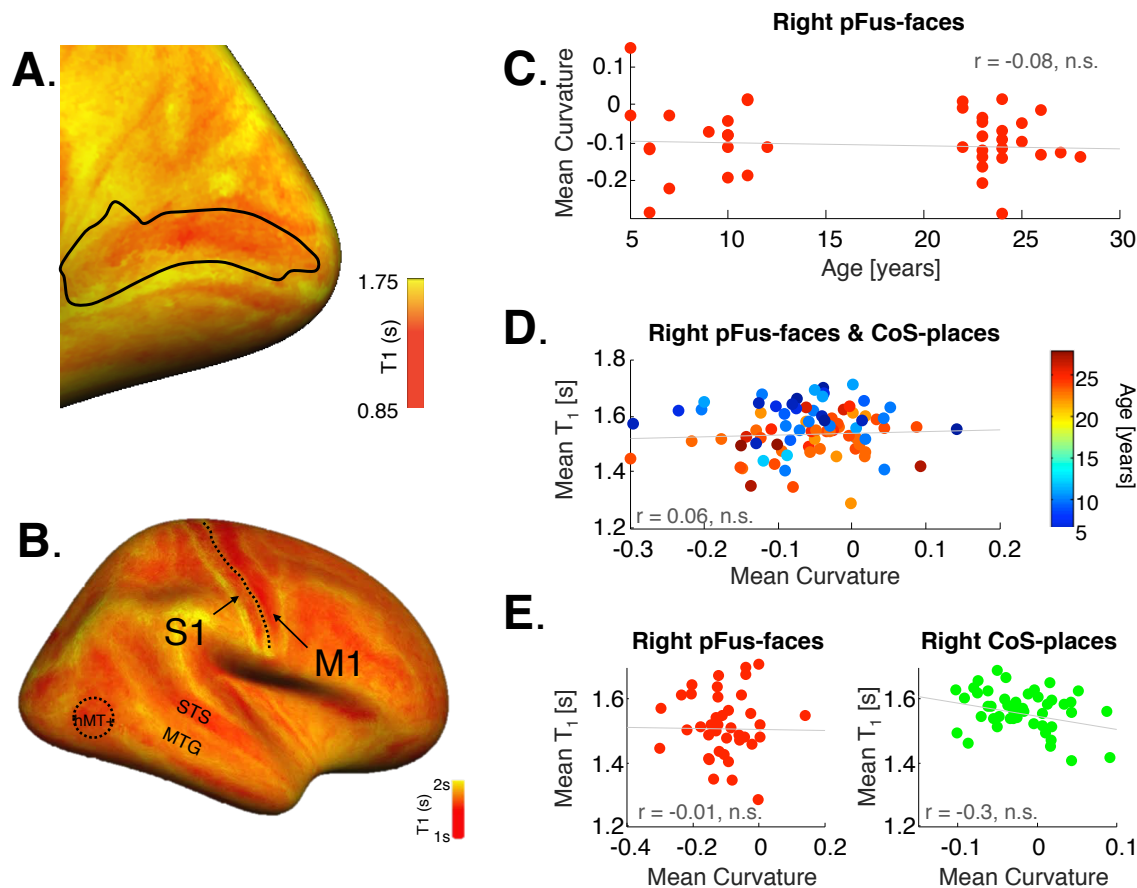 A.
1.75
T1 (s)
0.85
B.
S1
M1
hMT+
STS
MTG
2s
T1 (s)
1s
Right pFus-faces
C.
r = -0.08, n.s.
Mean Curvature
0.1
0
-0.1
-0.2
5 10 15 20 25 30
Age [years]
D.
Right pFus-faces & CoS-places
Mean T1 [s]
1.8
1.6
1.4
1.2
r = 0.06, n.s.
-0.3 -0.2 -0.1 0 0.1 0.2
Mean Curvature
25
20
15
10
5
Age [years]
E.
Right pFus-faces
Mean T1 [s]
1.8
1.6
1.4
1.2
r = -0.01, n.s.
-0.4 -0.2 0 0.2
Mean Curvature
Right CoS-places
Mean T1 [s]
1.8
1.6
1.4
1.2
r = -0.3, n.s.
-0.1 0 0.1
Mean Curvature